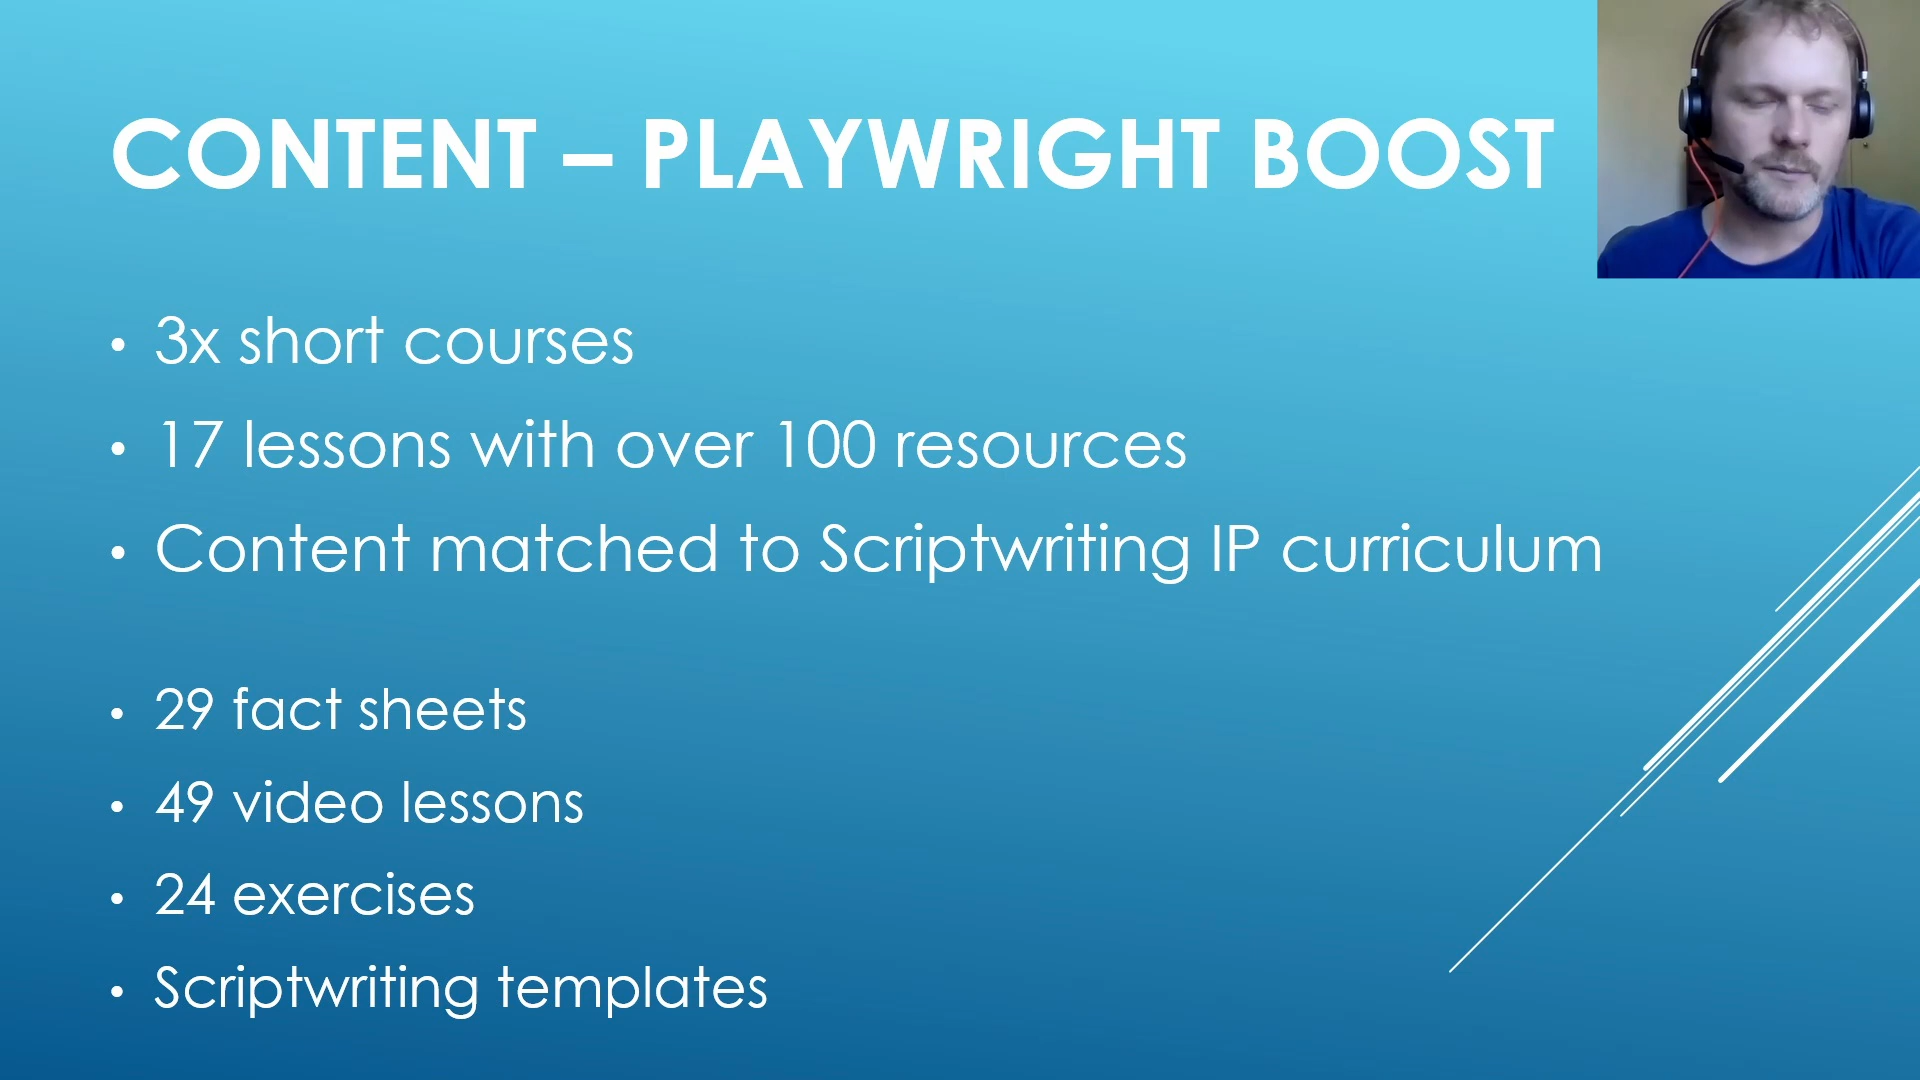 CONTENT – PLAYWRIGHT BOOST
• 3x short courses
• 17 lessons with over 100 resources
• Content matched to Scriptwriting IP curriculum
• 29 fact sheets
• 49 video lessons
• 24 exercises
• Scriptwriting templates